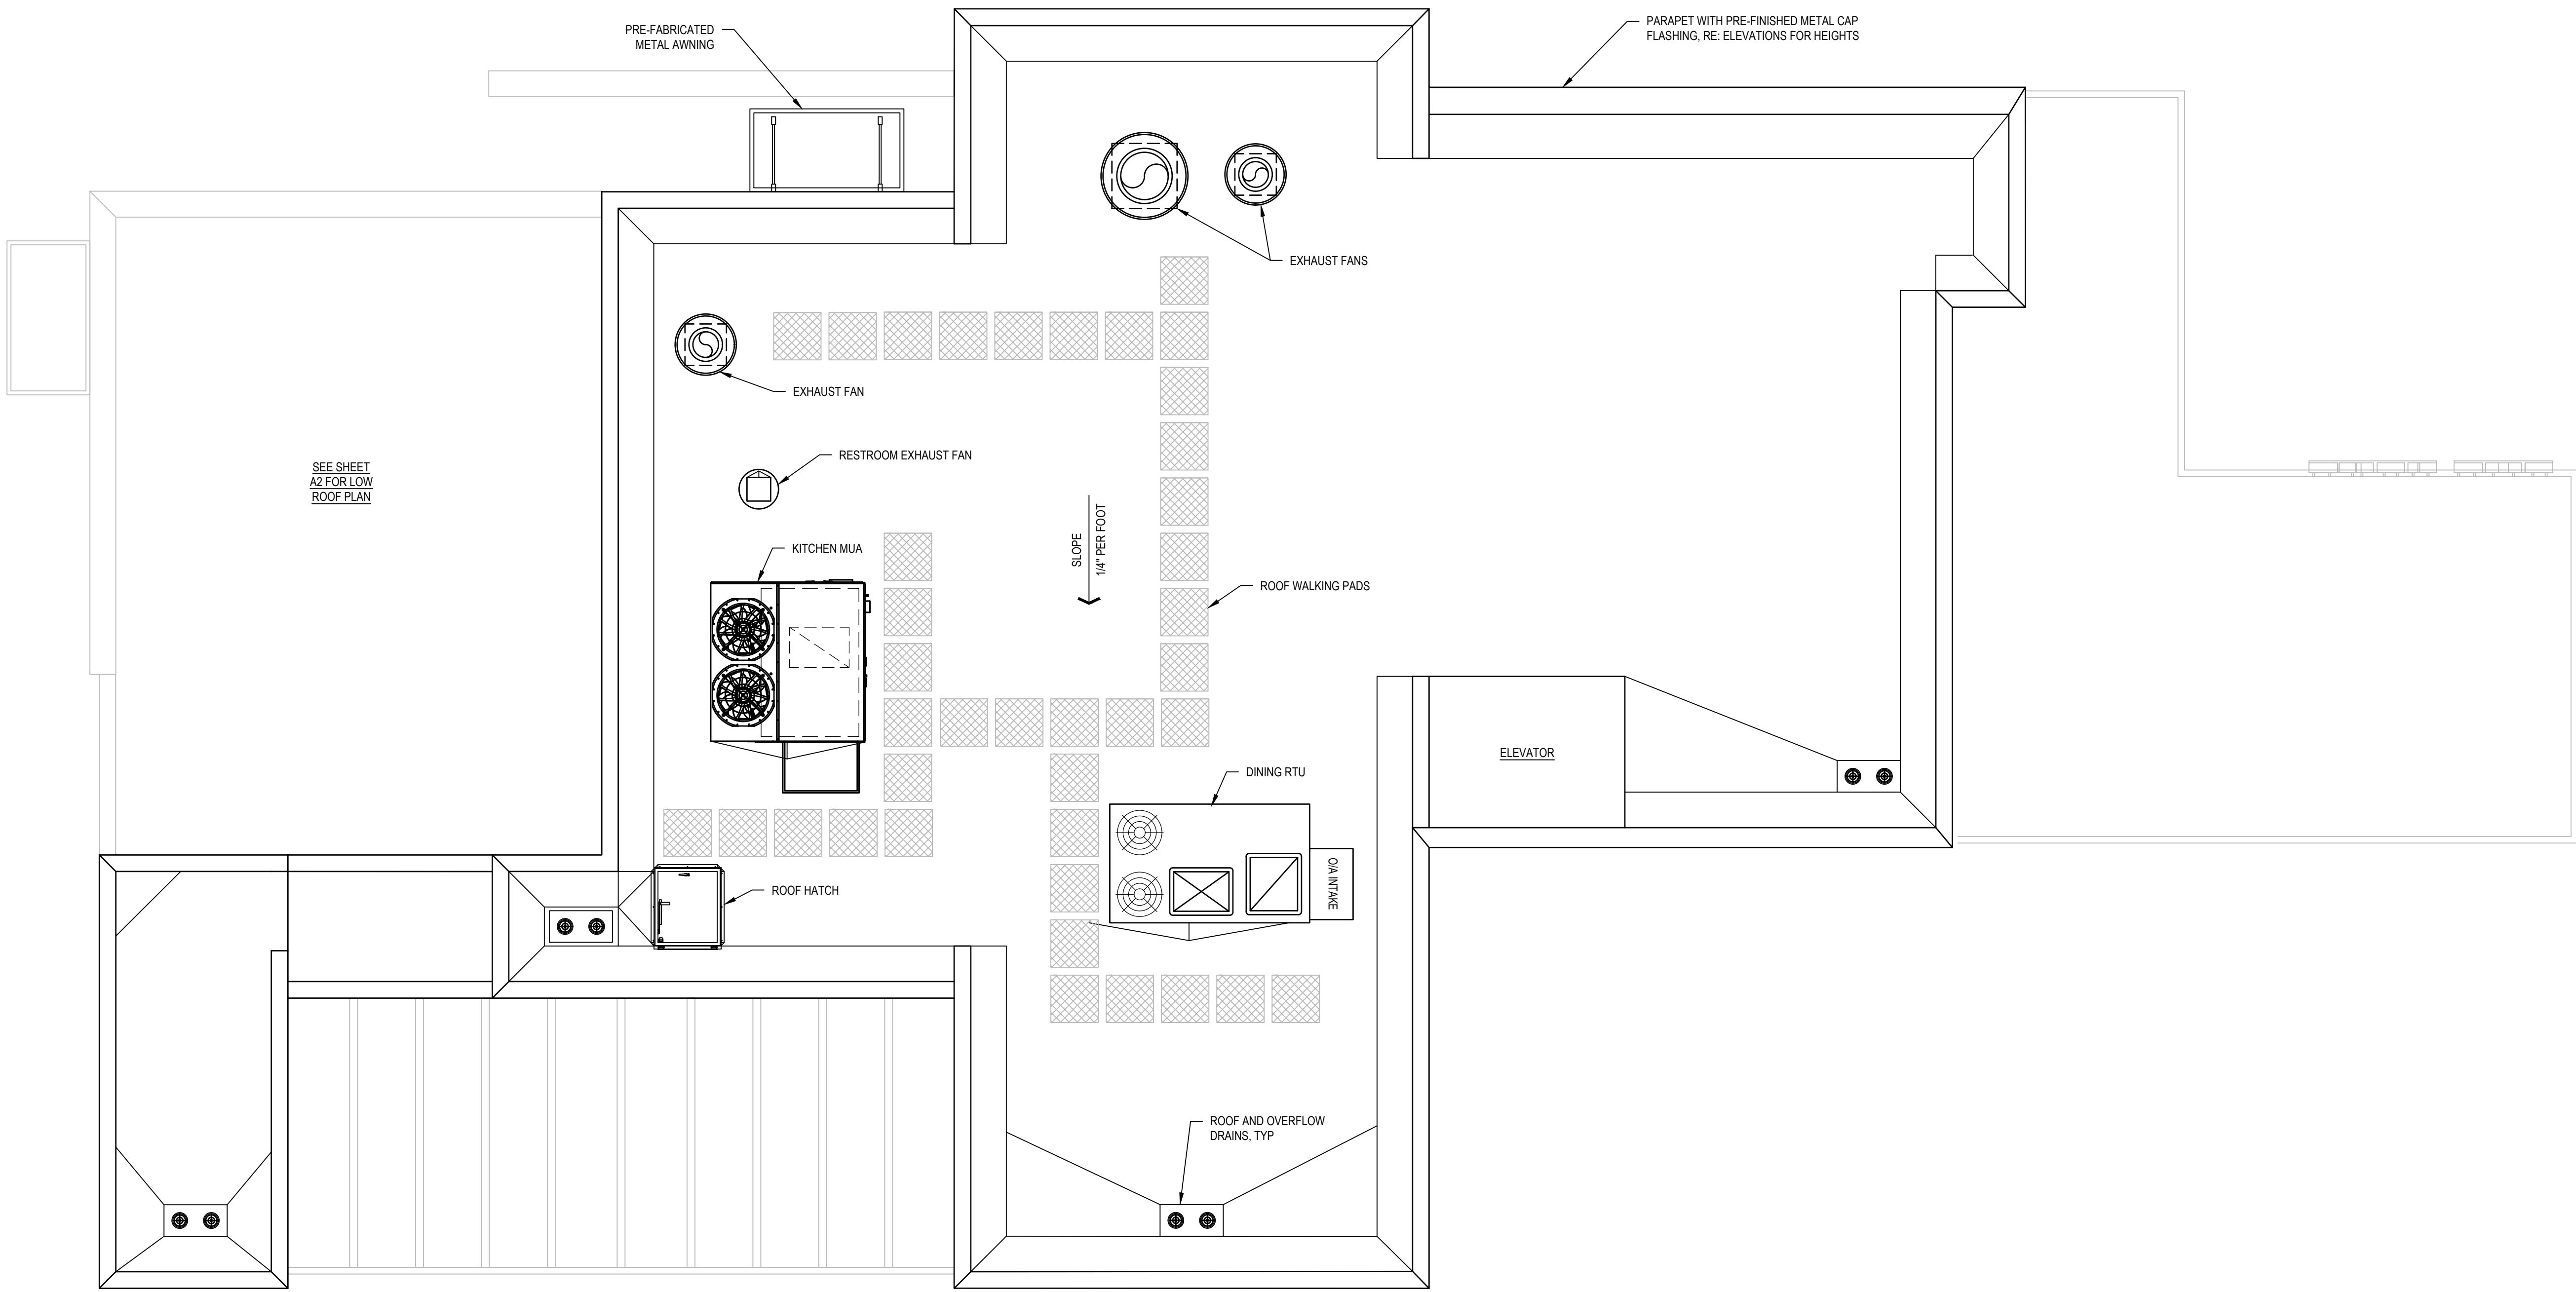 PRE-FABRICATED
METAL AWNING
PARAPET WITH PRE-FINISHED METAL CAP
FLASHING, RE: ELEVATIONS FOR HEIGHTS
EXHAUST FANS
EXHAUST FAN
RESTROOM EXHAUST FAN
SEE SHEET
A2 FOR LOW
ROOF PLAN
KITCHEN MUA
SLOPE
1/4" PER FOOT
ROOF WALKING PADS
ELEVATOR
DINING RTU
O/A INTAKE
ROOF HATCH
ROOF AND OVERFLOW
DRAINS, TYP